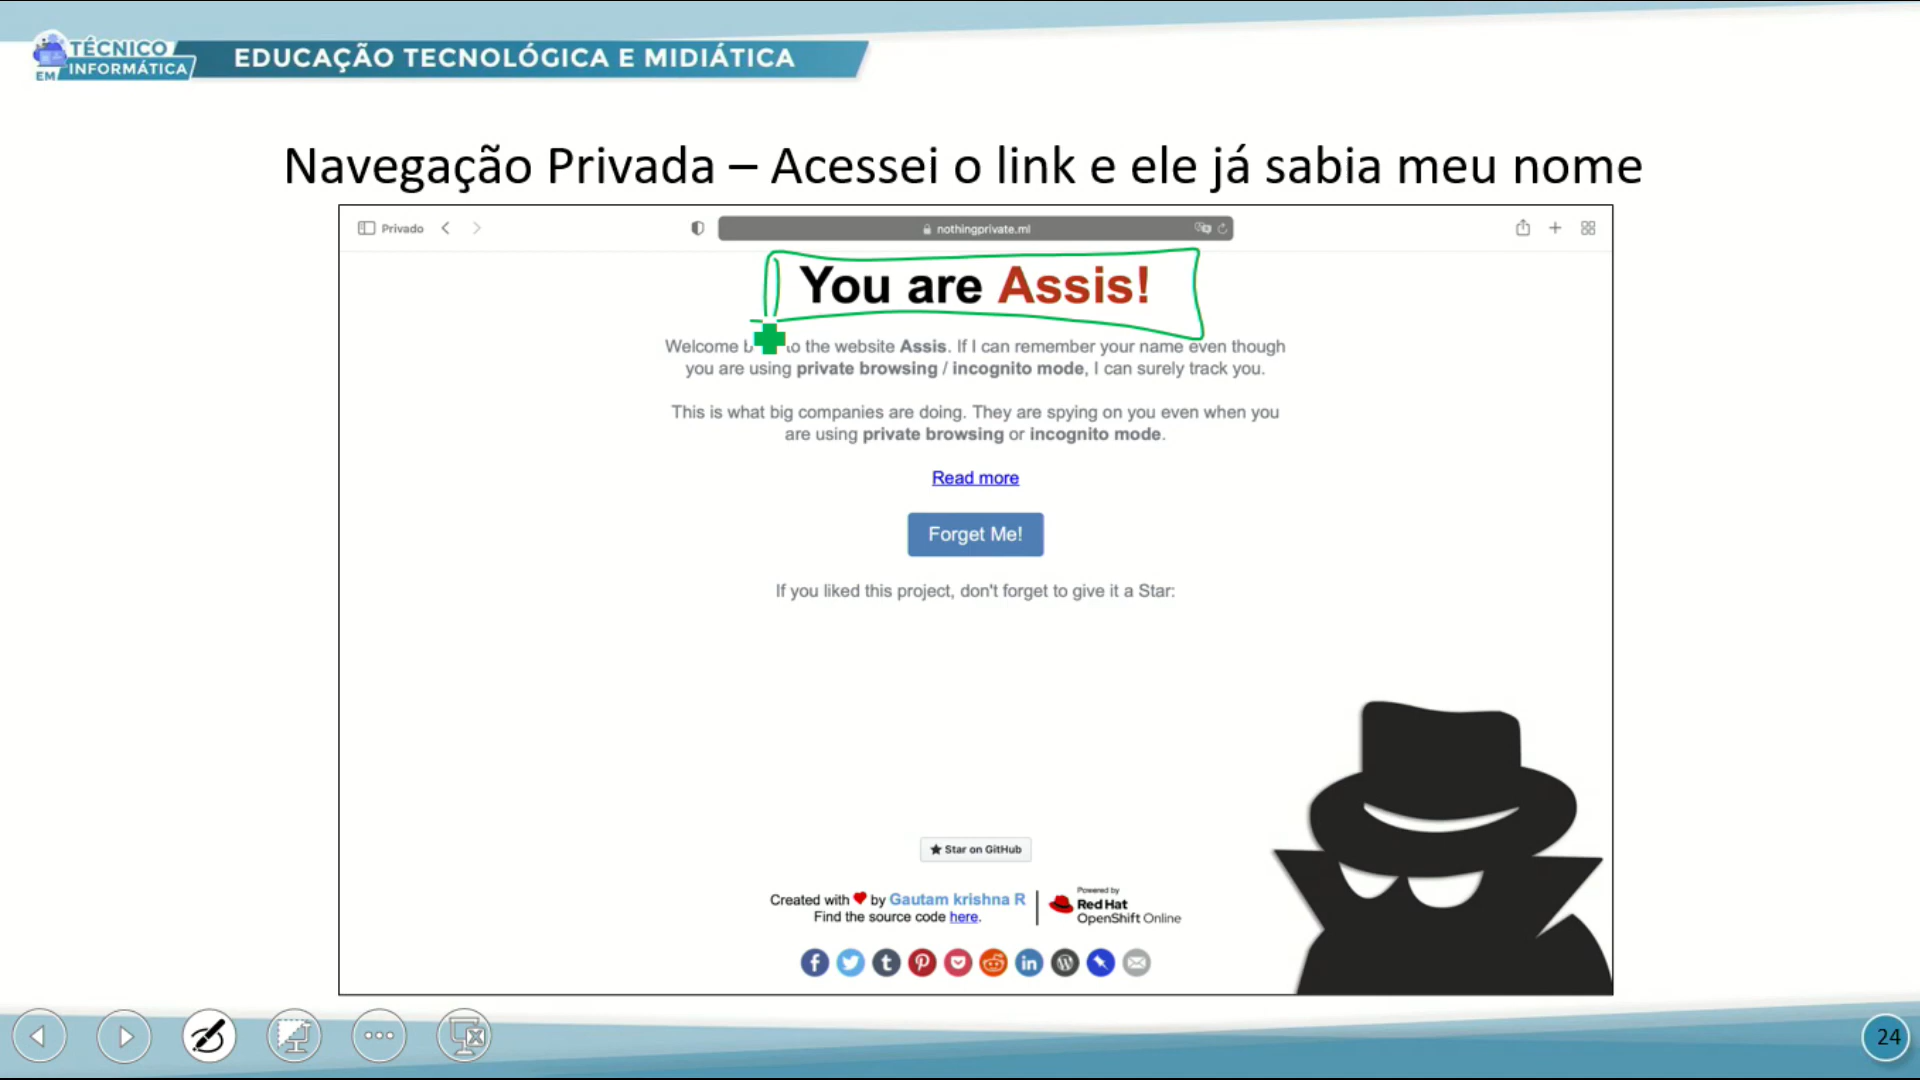 TÉCNICO
EM INFORMÁTICA
EDUCAÇÃO TECNOLÓGICA E MIDIÁTICA
Navegação Privada – Acessei o link e ele já sabia meu nome
Privado
nothingprivate.ml
You are Assis!
Welcome to the website Assis. If I can remember your name even though
you are using private browsing / incognito mode, I can surely track you.
This is what big companies are doing. They are spying on you even when you
are using private browsing or incognito mode.
Read more
Forget Me!
If you liked this project, don't forget to give it a Star:
★ Star on GitHub
Created with ❤ by Gautam krishna R
Find the source code here.
Powered by
Red Hat
OpenShift Online
24